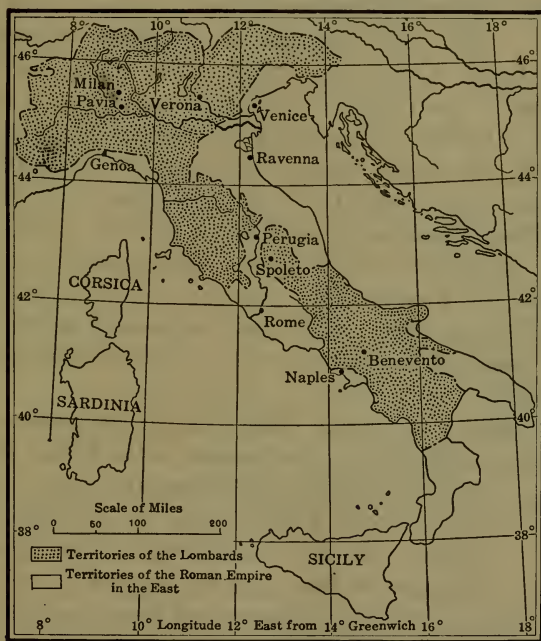 8° 10° 12° 14° 16° 18°
46° 46°
Milan
Pavia
Verona
Venice
Genoa
Ravenna
44° 44°
Perugia
Spoleto
CORSICA
42° 42°
Rome
Benevento
Naples
SARDINIA
40° 40°
Scale of Miles
0 50 100 200
38° 38°
Territories of the Lombards
Territories of the Roman Empire
in the East
SICILY
8° 10° Longitude 12° East from 14° Greenwich 16° 18°